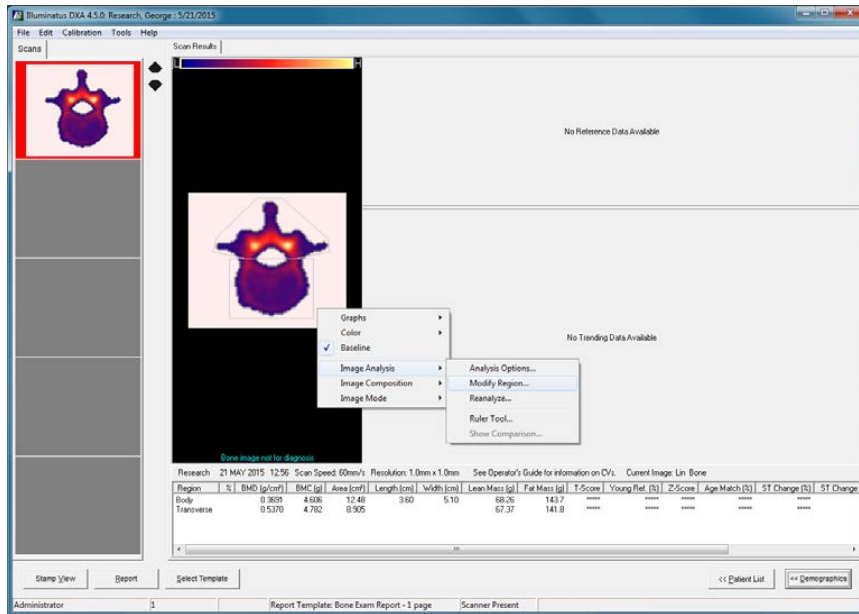 Illuminatus DXA 4.5.0: Research, George : 5/21/2015
File Edit Calibration Tools Help
Scans
Scan Results
L H
No Reference Data Available
Graphs
Color
Baseline
Image Analysis
Image Composition
Image Mode
Analysis Options...
Modify Region...
Reanalyze...
Ruler Tool...
Show Comparison...
No Trending Data Available
Bone image not for diagnosis
Research 21 MAY 2015 12:56 Scan Speed: 60mm/s Resolution: 1.0mm x 1.0mm See Operator's Guide for information on CVs. Current Image: Lin Bone
Region % BMD (g/cm²) BMC (g) Area (cm²) Length (cm) Width (cm) Lean Mass (g) Fat Mass (g) T-Score Young Ref. (%) Z-Score Age Match (%) ST Change (%) ST Change
Body 0.3691 4.606 12.48 3.60 5.10 68.26 143.7 ***** ***** ***** ***** *****
Transverse 0.5370 4.782 8.905 67.37 141.8 ***** ***** ***** ***** *****
Stamp View Report Select Template << Patient List << Demographics
Administrator 1 Report Template: Bone Exam Report - 1 page Scanner Present